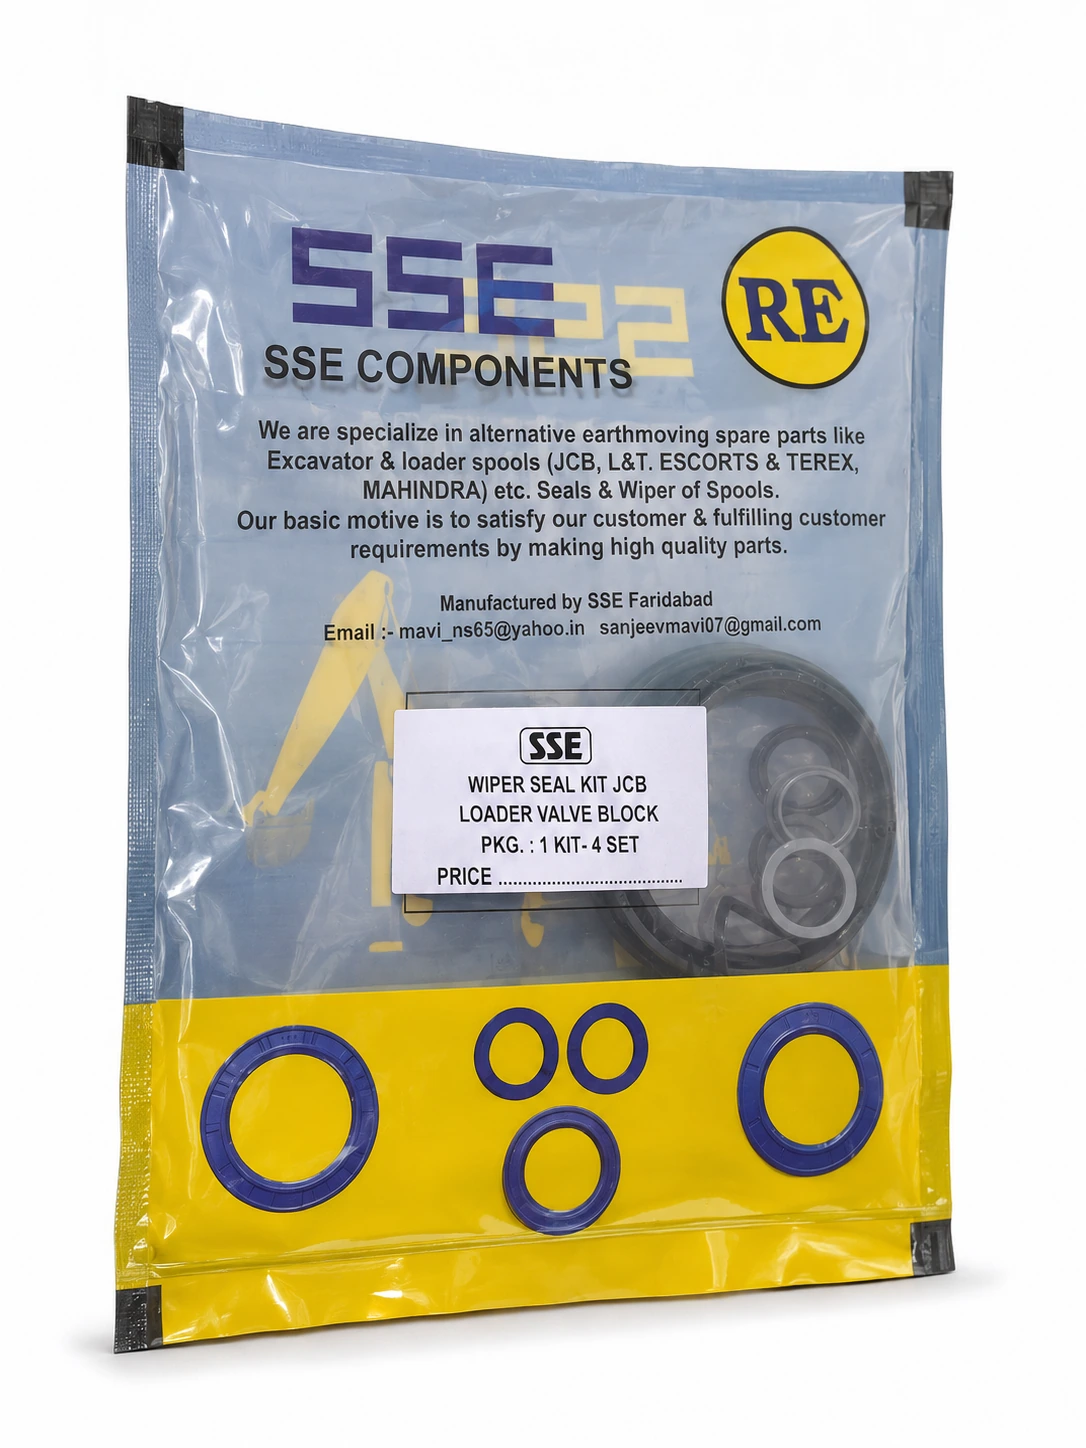 SSE
RE
SSE COMPONENTS
We are specialize in alternative earthmoving spare parts like
Excavator & loader spools (JCB, L&T. ESCORTS & TEREX,
MAHINDRA) etc. Seals & Wiper of Spools.
Our basic motive is to satisfy our customer & fulfilling customer
requirements by making high quality parts.
Manufactured by SSE Faridabad
Email :- mavi_ns65@yahoo.in sanjeevmavi07@gmail.com
SSE
WIPER SEAL KIT JCB
LOADER VALVE BLOCK
PKG. : 1 KIT- 4 SET
PRICE ........................................